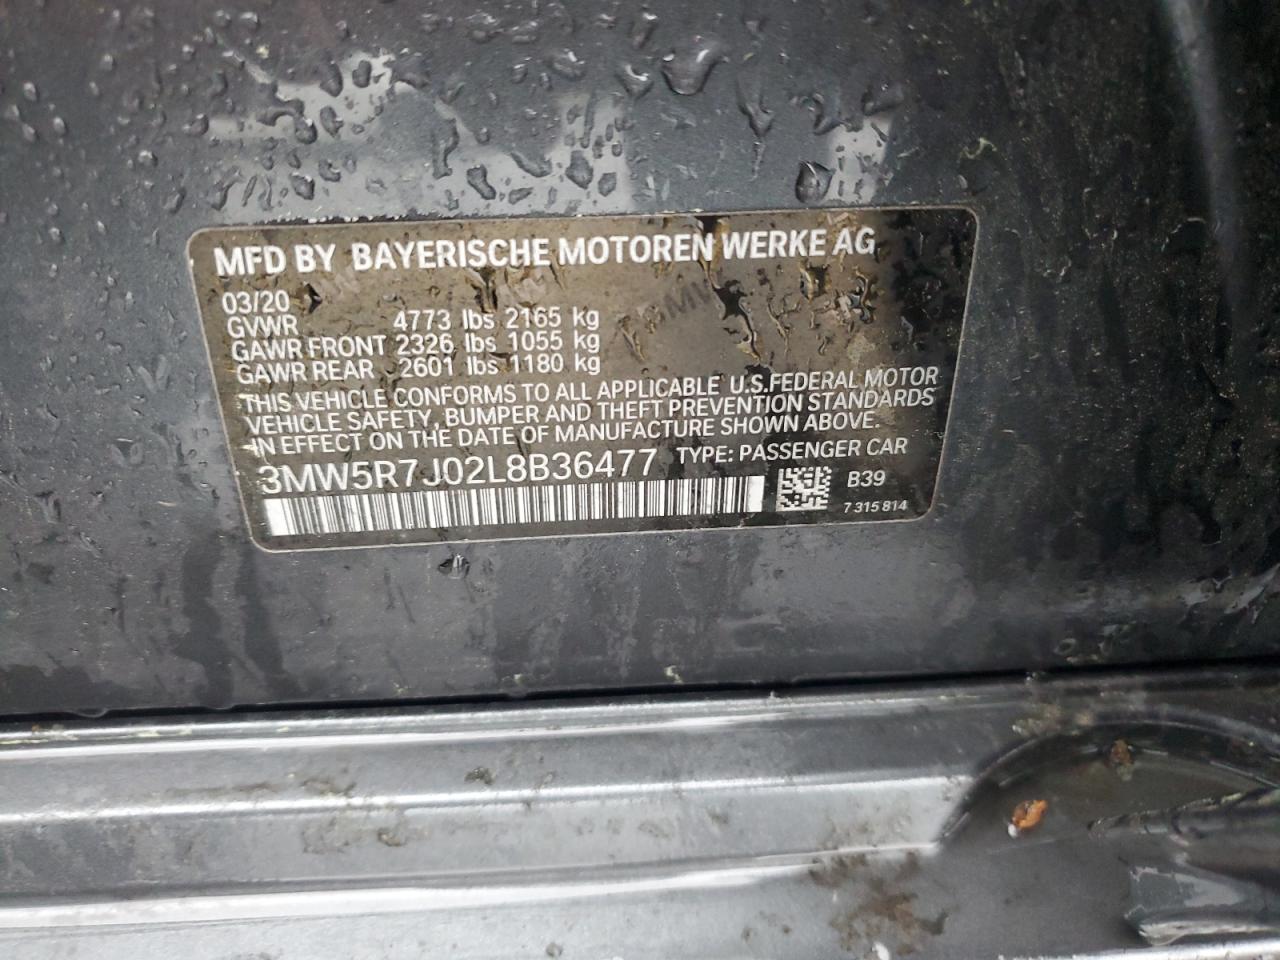 MFD BY BAYERISCHE MOTOREN WERKE AG
03/20
GVWR 4773 lbs 2165 kg
GAWR FRONT 2326 lbs 1055 kg
GAWR REAR 2601 lbs 1180 kg
THIS VEHICLE CONFORMS TO ALL APPLICABLE U.S.FEDERAL MOTOR
VEHICLE SAFETY, BUMPER AND THEFT PREVENTION STANDARDS
IN EFFECT ON THE DATE OF MANUFACTURE SHOWN ABOVE.
3MW5R7J02L8B36477 TYPE: PASSENGER CAR
B39
7 315 814